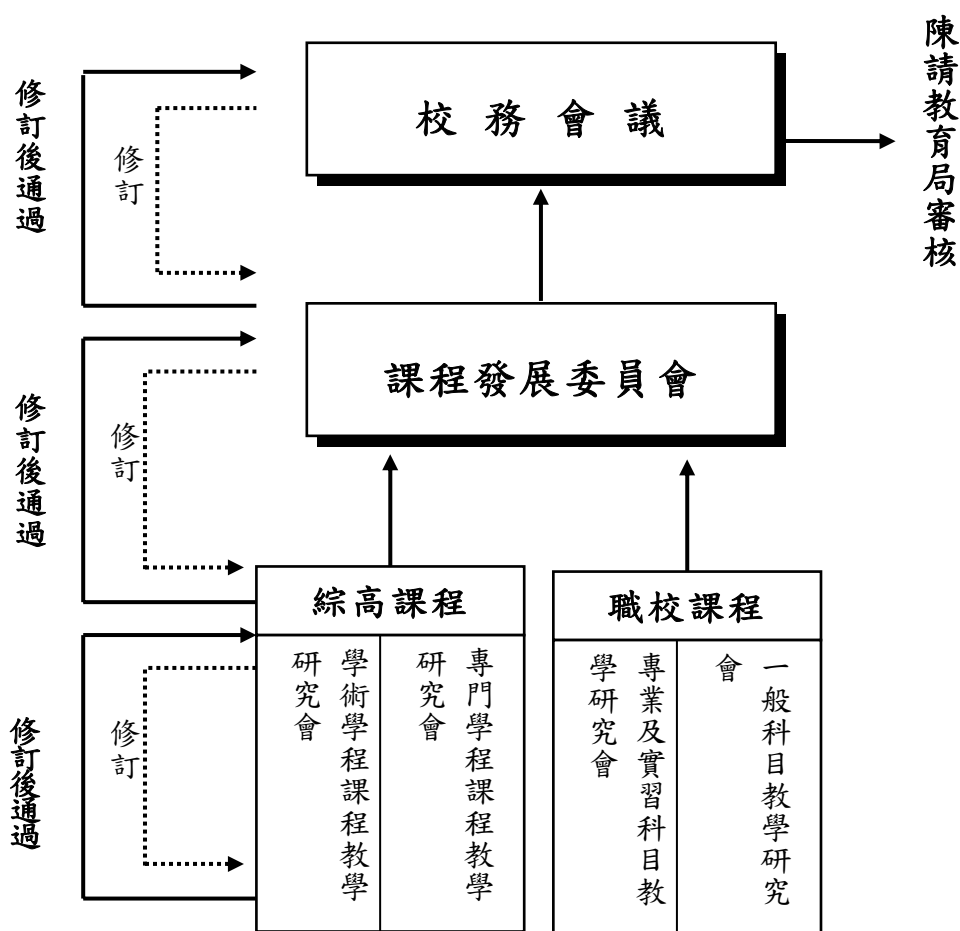 陳請教育局審核
校務會議
修訂後通過
修訂
課程發展委員會
修訂後通過
修訂
綜高課程
職校課程
學術學程課程教學
研究會
專門學程課程教學
研究會
專業及實習科目教
學研究會
一般科目教學研究
會
修訂後通過
修訂